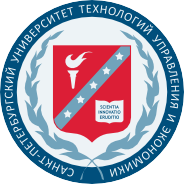 САНКТ-ПЕТЕРБУРГСКИЙ УНИВЕРСИТЕТ ТЕХНОЛОГИЙ УПРАВЛЕНИЯ И ЭКОНОМИКИ
SCIENTIA
INNOVATIO
ERUDITIO